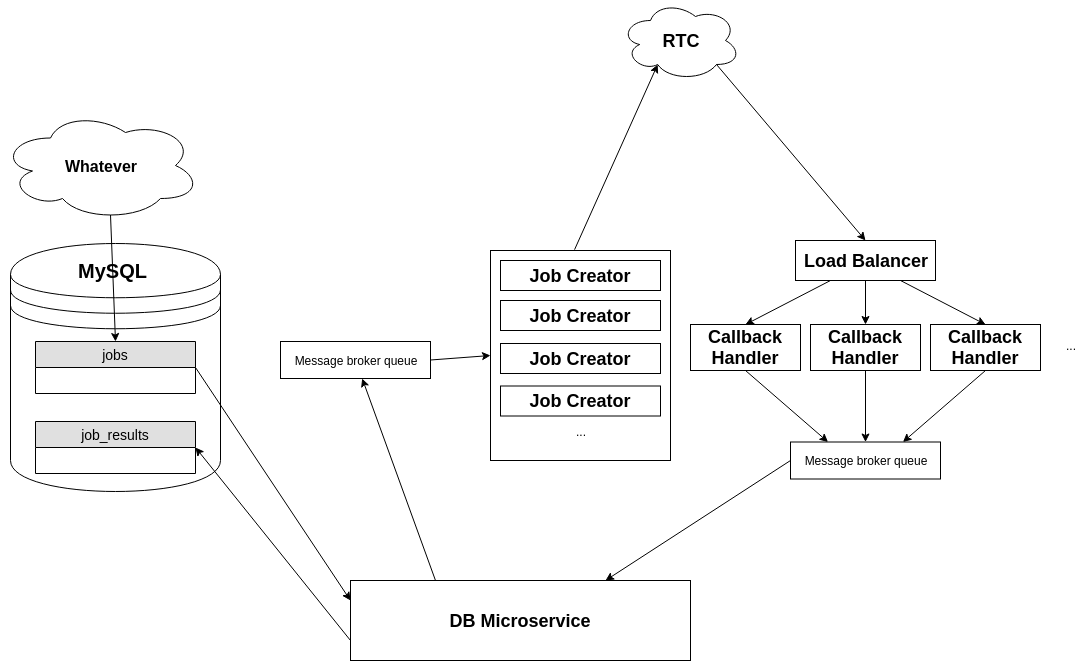 RTC
Whatever
MySQL
jobs
job_results
Message broker queue
Job Creator
Job Creator
Job Creator
Job Creator
...
Load Balancer
Callback
Handler
Callback
Handler
Callback
Handler
...
Message broker queue
DB Microservice